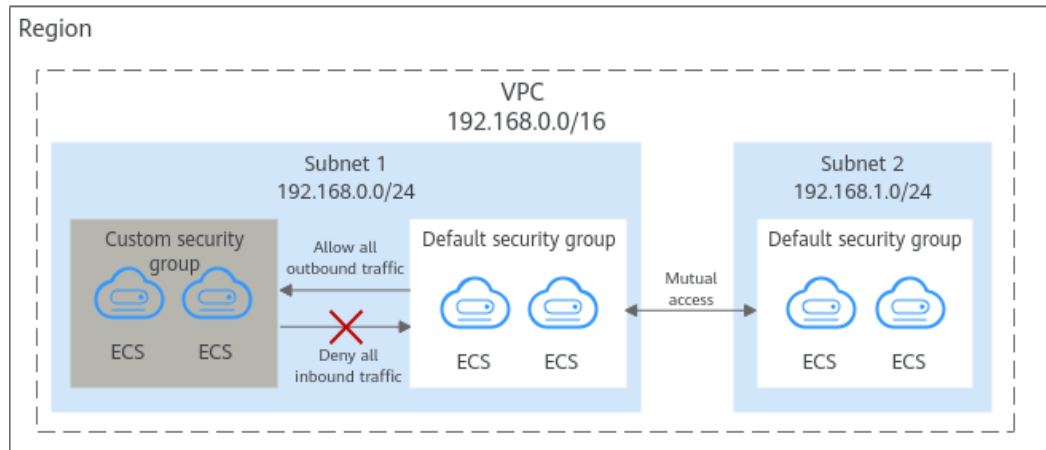 Region
VPC
192.168.0.0/16
Subnet 1
192.168.0.0/24
Custom security
group
ECS
ECS
Allow all
outbound traffic
Deny all
inbound traffic
Default security group
ECS
ECS
Mutual
access
Subnet 2
192.168.1.0/24
Default security group
ECS
ECS